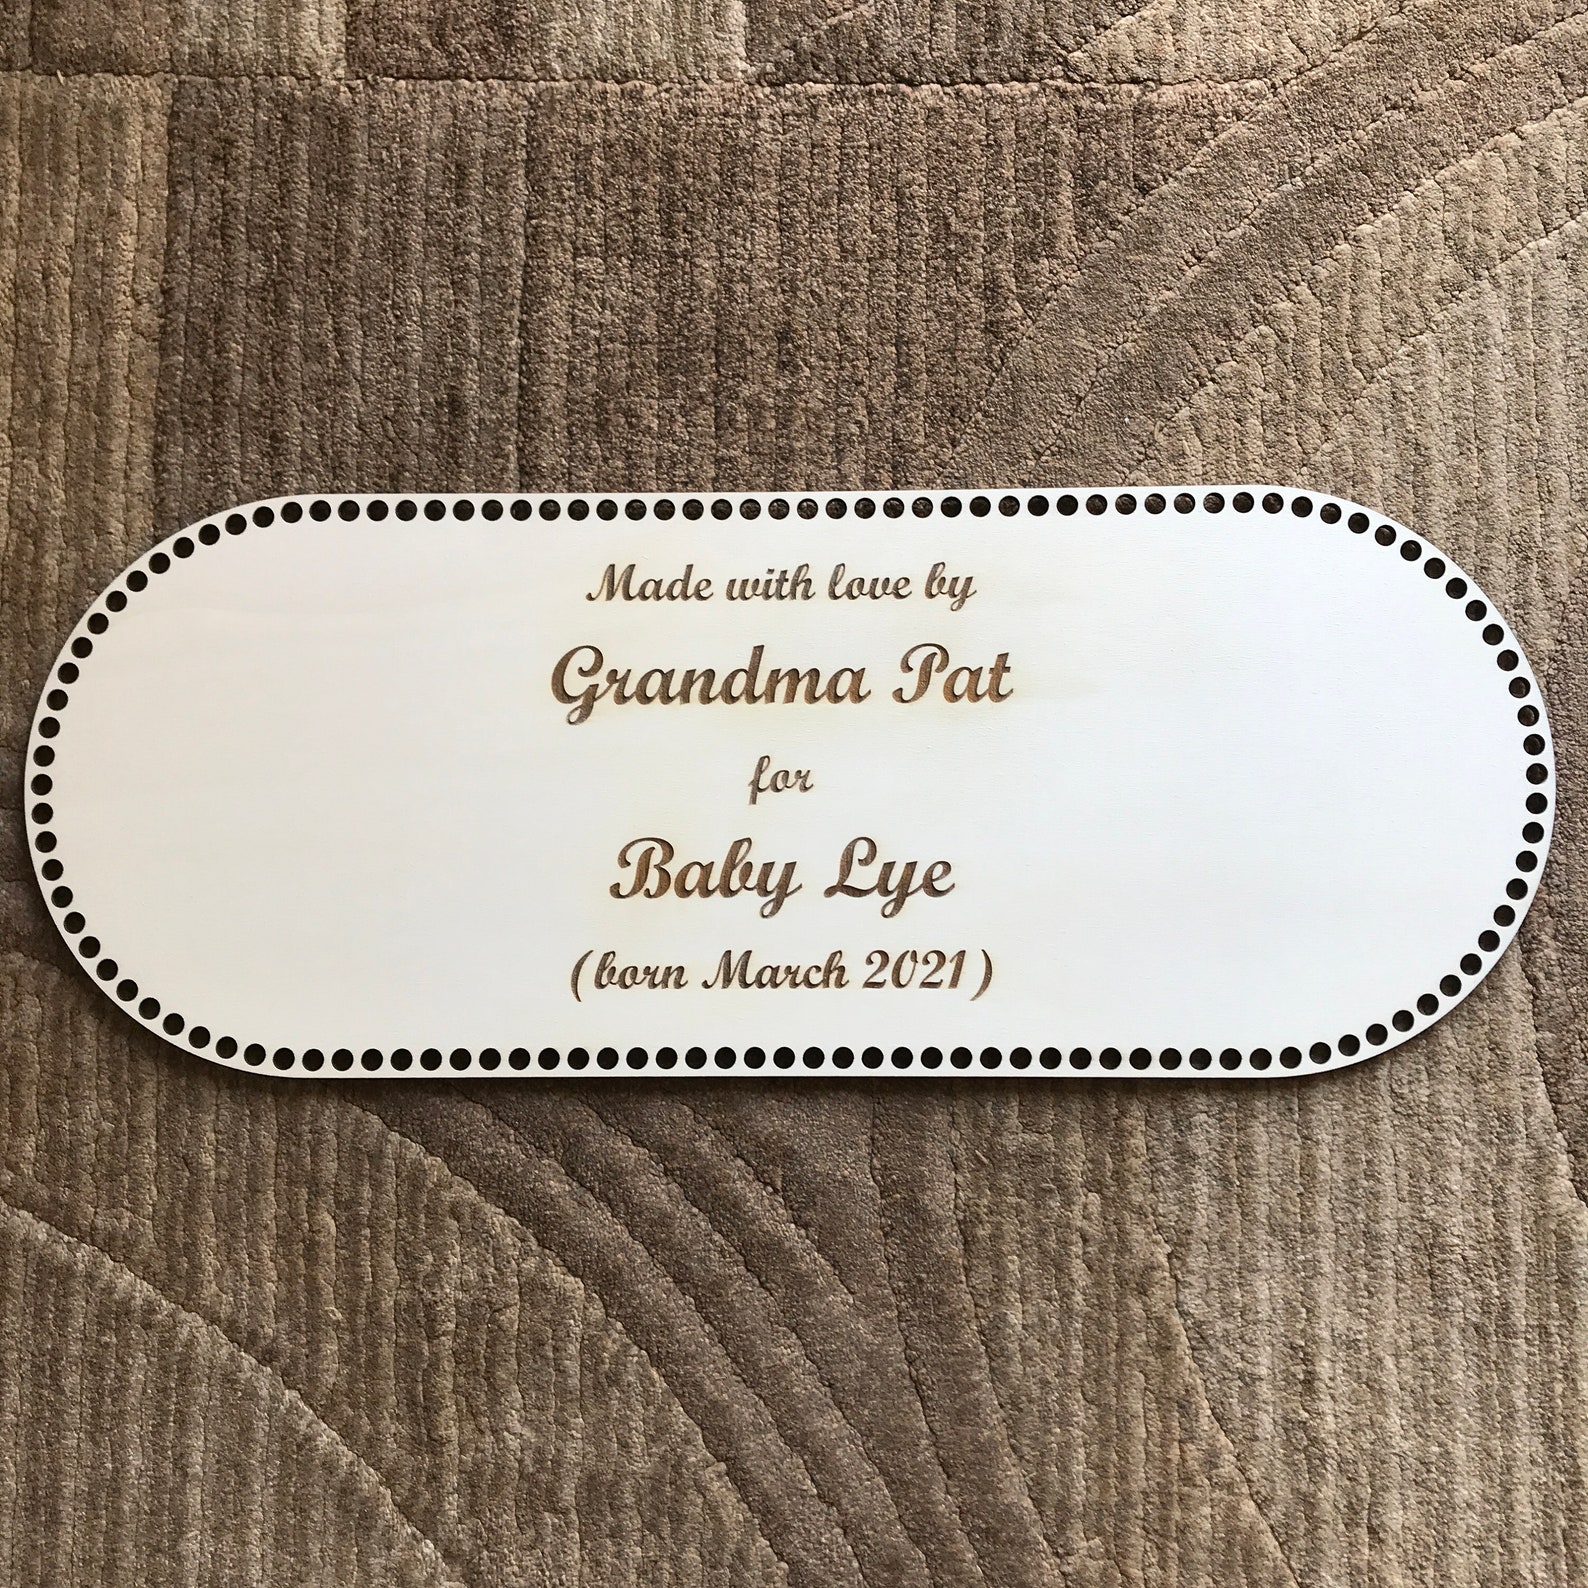 Made with love by
Grandma Pat
for
Baby Lye
(born March 2021)